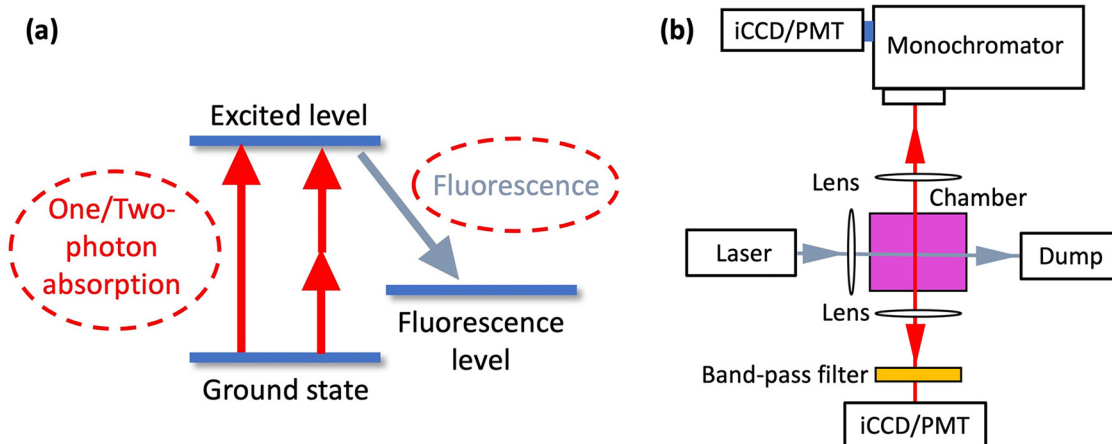 (a)
Excited level
One/Two-
photon
absorption
Fluorescence
Fluorescence
level
Ground state
(b)
iCCD/PMT
Monochromator
Lens
Chamber
Laser
Dump
Lens
Band-pass filter
iCCD/PMT